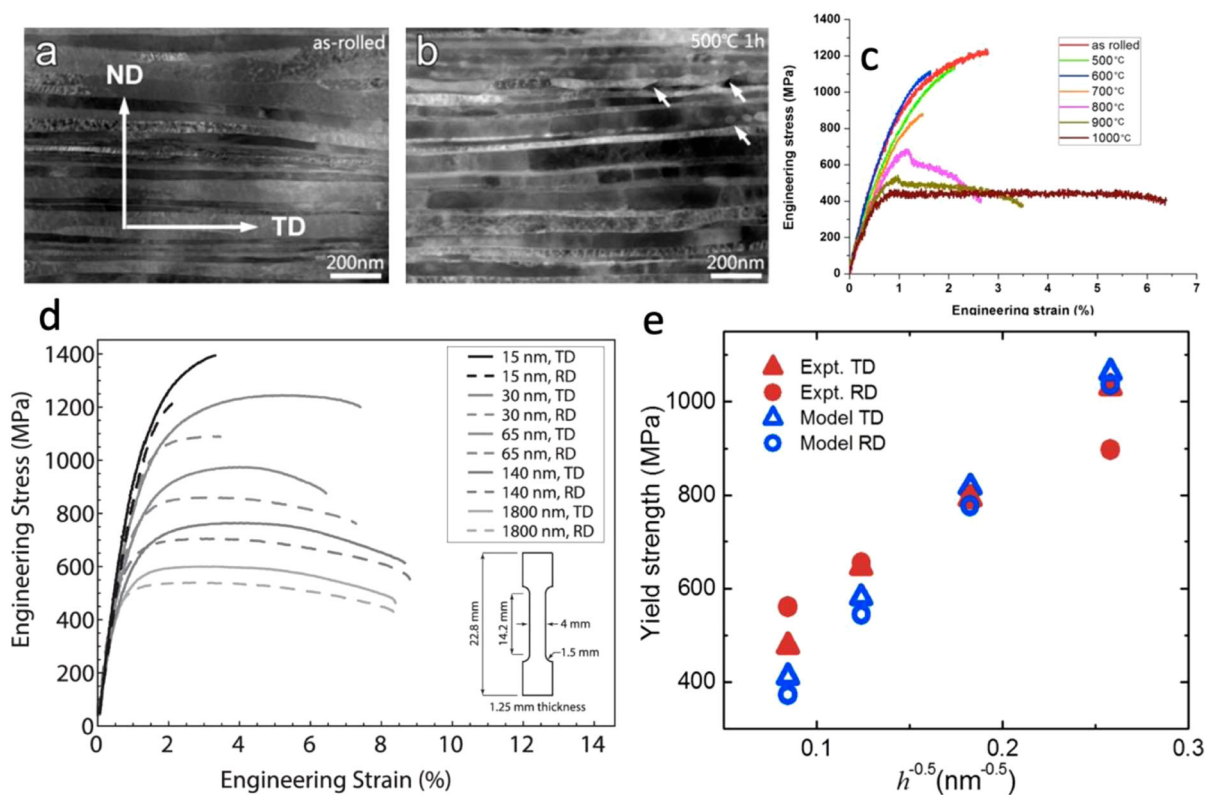 a
as-rolled
ND
TD
200nm
b
500℃ 1h
200nm
c
Engineering stress (MPa)
1400
1200
1000
800
600
400
200
0
0 1 2 3 4 5 6 7
Engineering strain (%)
as rolled
500°C
600°C
700°C
800°C
900°C
1000°C
d
Engineering Stress (MPa)
1400
1200
1000
800
600
400
200
0
0 2 4 6 8 10 12 14
Engineering Strain (%)
15 nm, TD
15 nm, RD
30 nm, TD
30 nm, RD
65 nm, TD
65 nm, RD
140 nm, TD
140 nm, RD
1800 nm, TD
1800 nm, RD
22.8 mm
14.2 mm
4 mm
1.5 mm
1.25 mm thickness
e
Yield strength (MPa)
1000
800
600
400
0.1 0.2 0.3
h^-0.5(nm^-0.5)
Expt. TD
Expt. RD
Model TD
Model RD